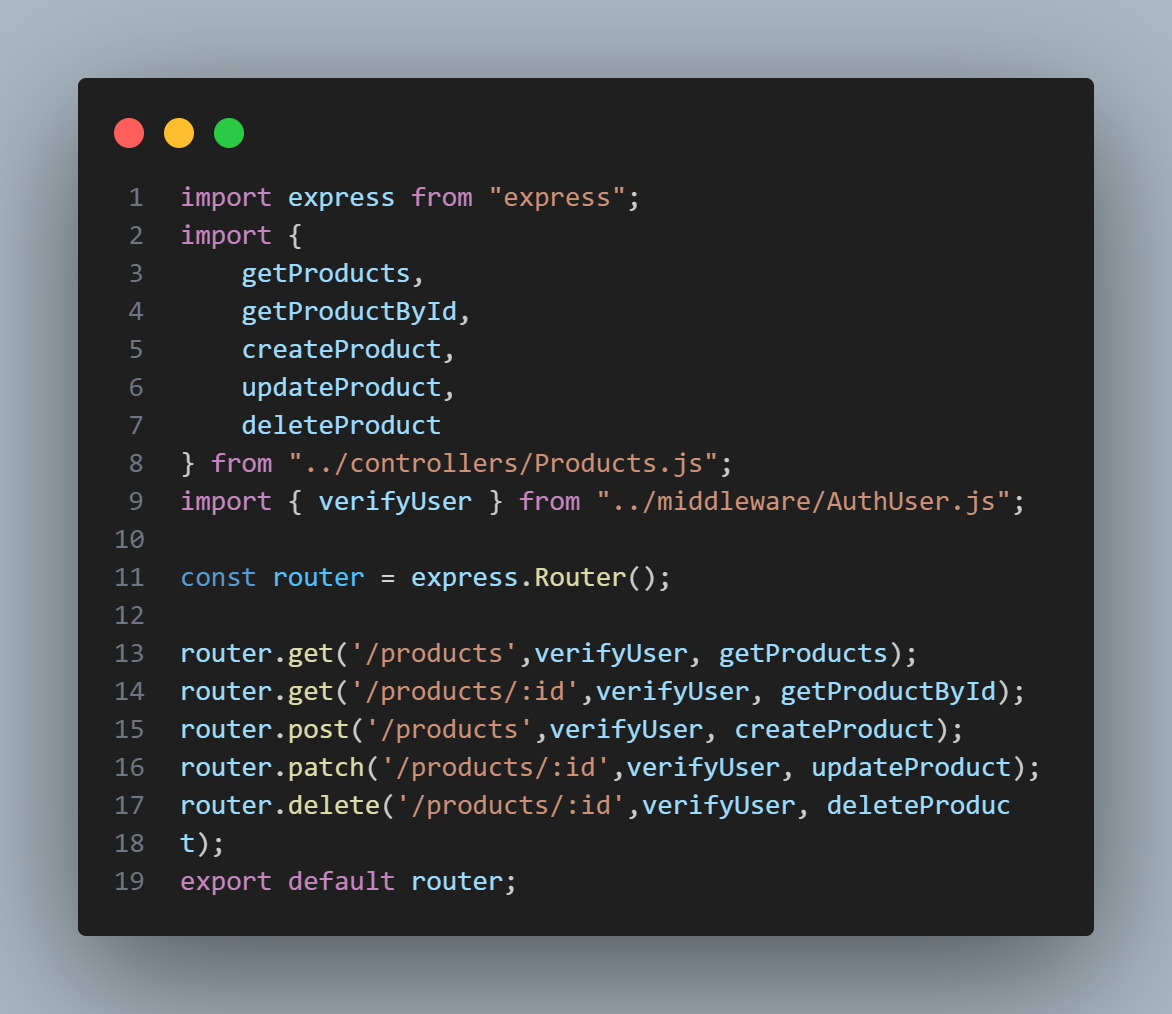 1 import express from "express";
2 import {
3     getProducts,
4     getProductById,
5     createProduct,
6     updateProduct,
7     deleteProduct
8 } from "../controllers/Products.js";
9 import { verifyUser } from "../middleware/AuthUser.js";
10
11 const router = express.Router();
12
13 router.get('/products',verifyUser, getProducts);
14 router.get('/products/:id',verifyUser, getProductById);
15 router.post('/products',verifyUser, createProduct);
16 router.patch('/products/:id',verifyUser, updateProduct);
17 router.delete('/products/:id',verifyUser, deleteProduc
18 t);
19 export default router;